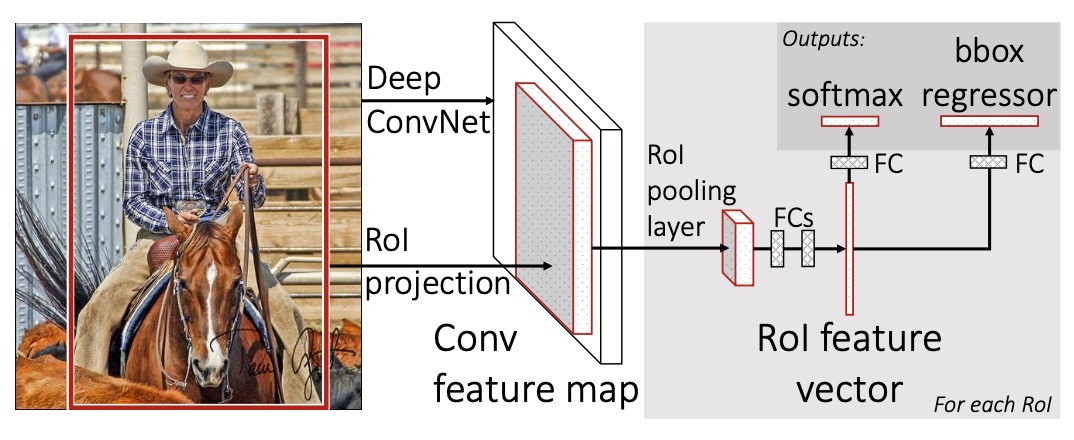 Deep
ConvNet
RoI
projection
Conv
feature map
RoI
pooling
layer
FCs
Outputs:
softmax
bbox
regressor
FC
FC
RoI feature
vector
For each RoI